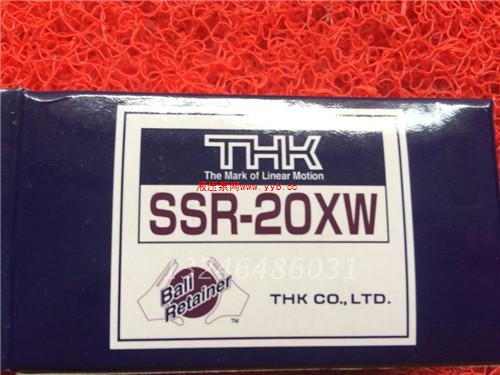 THK
The Mark of Linear Motion
液压泵网www.yyb.cc
SSR-20XW
13246486031
Ball
Retainer
TM
THK CO., LTD.